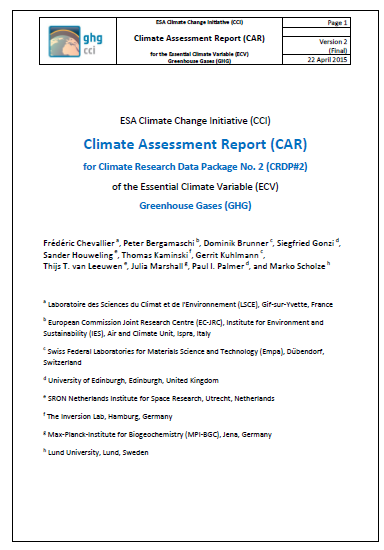 ghg
cci
ESA Climate Change Initiative (CCI)
Climate Assessment Report (CAR)
for the Essential Climate Variable (ECV)
Greenhouse Gases (GHG)
Page 1
Version 2
(Final)
22 April 2015
ESA Climate Change Initiative (CCI)
Climate Assessment Report (CAR)
for Climate Research Data Package No. 2 (CRDP#2)
of the Essential Climate Variable (ECV)
Greenhouse Gases (GHG)
Frédéric Chevallier a, Peter Bergamaschi b, Dominik Brunner c, Siegfried Gonzi d,
Sander Houweling e, Thomas Kaminski f, Gerrit Kuhlmann c,
Thijs T. van Leeuwen e, Julia Marshall g, Paul I. Palmer d, and Marko Scholze h
a Laboratoire des Sciences du Climat et de l'Environnement (LSCE), Gif-sur-Yvette, France
b European Commission Joint Research Centre (EC-JRC), Institute for Environment and
Sustainability (IES), Air and Climate Unit, Ispra, Italy
c Swiss Federal Laboratories for Materials Science and Technology (Empa), Dübendorf,
Switzerland
d University of Edinburgh, Edinburgh, United Kingdom
e SRON Netherlands Institute for Space Research, Utrecht, Netherlands
f The Inversion Lab, Hamburg, Germany
g Max-Planck-Institute for Biogeochemistry (MPI-BGC), Jena, Germany
h Lund University, Lund, Sweden